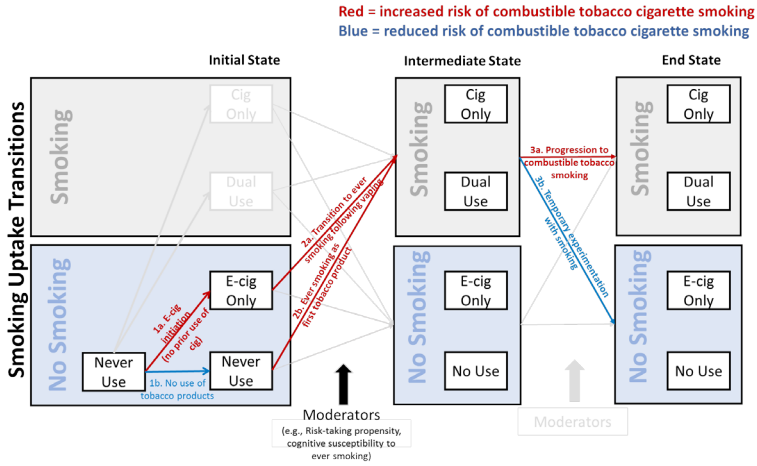 Red = increased risk of combustible tobacco cigarette smoking
Blue = reduced risk of combustible tobacco cigarette smoking
Initial State
Intermediate State
End State
Smoking Uptake Transitions
Smoking
Cig
Only
Dual
Use
Smoking
Cig
Only
Dual
Use
Smoking
Cig
Only
Dual
Use
3a. Progression to
combustible tobacco
smoking
2a. Transition to ever
smoking following vaping
2b. Ever smoking as
first tobacco product
3b. Temporary experimentation
with smoking
No Smoking
Never
Use
1a. E-cig
initiation
(no prior use of
cig)
1b. No use of
tobacco products
E-cig
Only
Never
Use
No Smoking
E-cig
Only
No Use
No Smoking
E-cig
Only
No Use
Moderators
(e.g., Risk-taking propensity,
cognitive susceptibility to
ever smoking)
Moderators